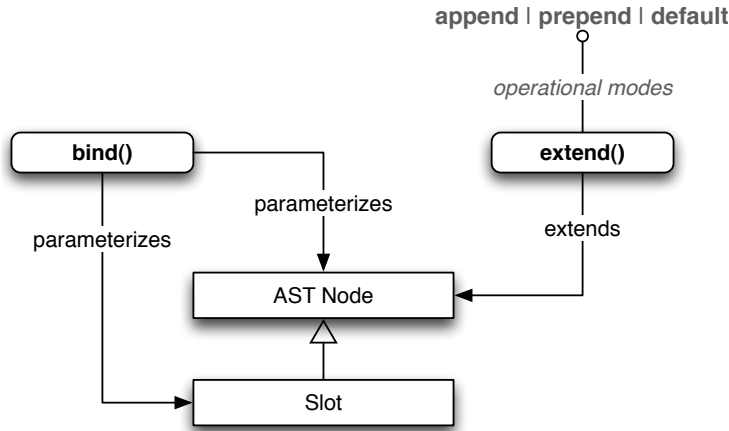 append | prepend | default
operational modes
bind()
extend()
parameterizes
extends
parameterizes
AST Node
Slot